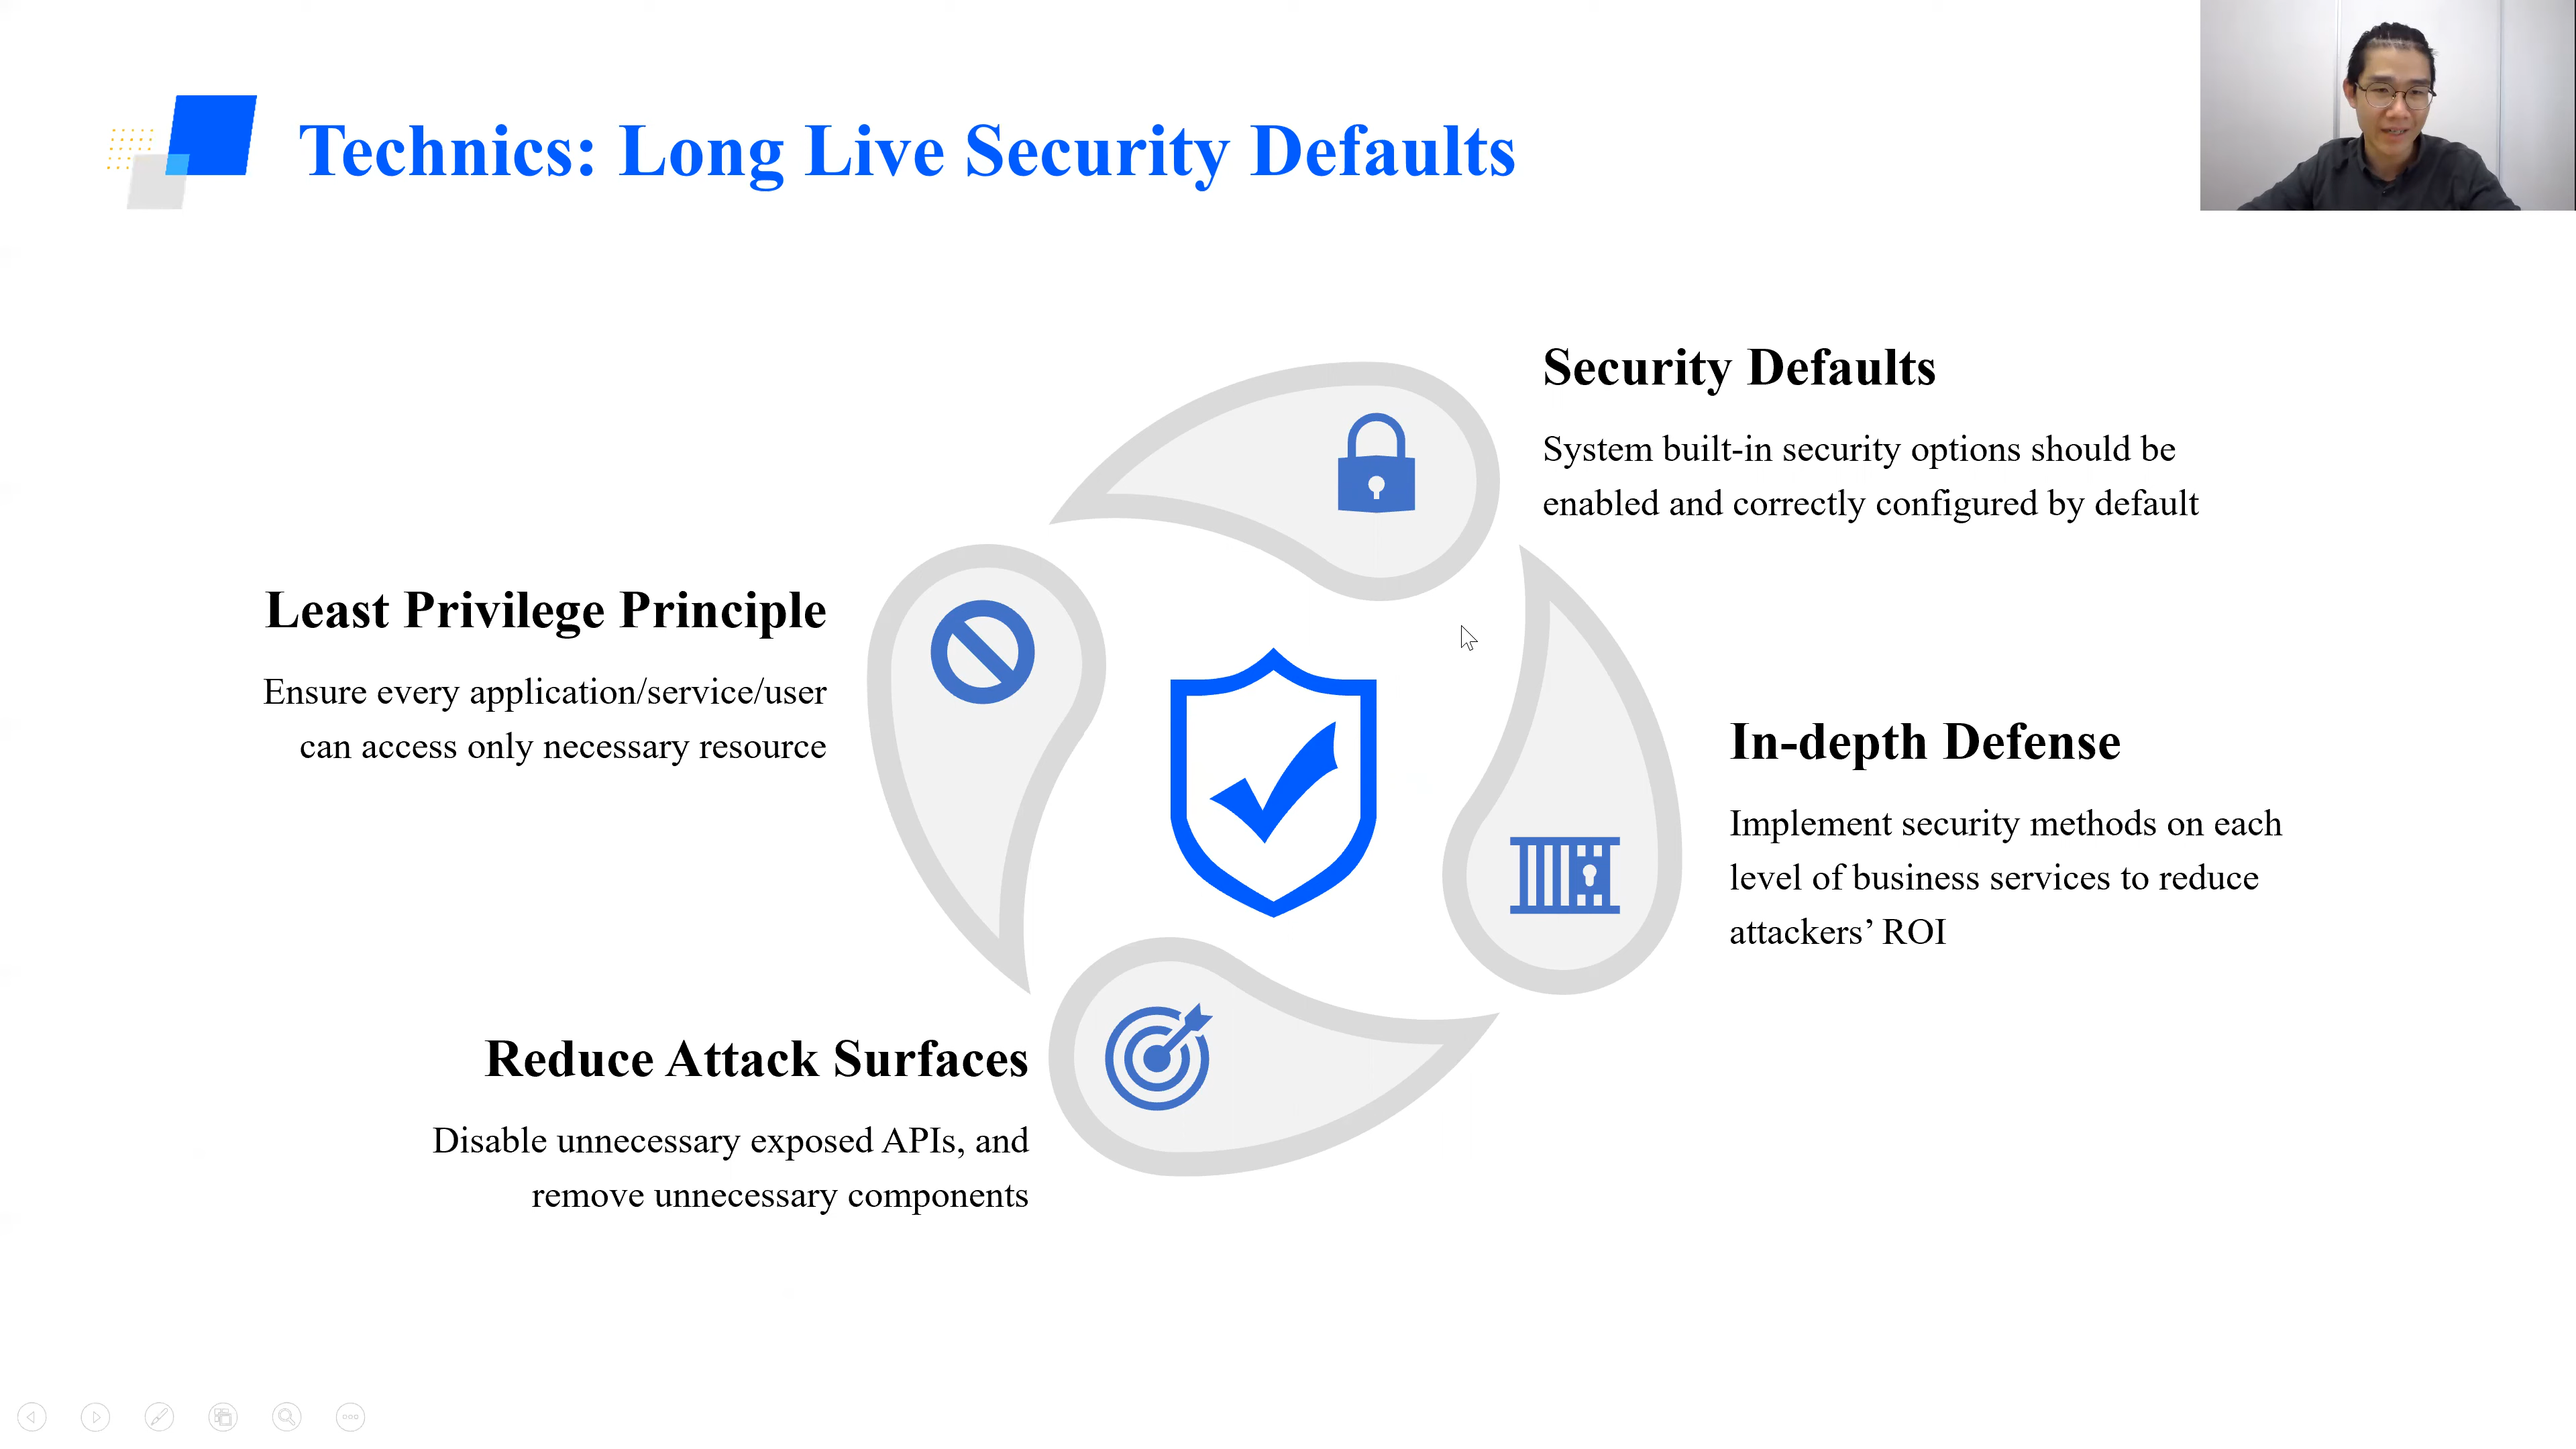 Technics: Long Live Security Defaults
Security Defaults
System built-in security options should be
enabled and correctly configured by default
Least Privilege Principle
Ensure every application/service/user
can access only necessary resource
In-depth Defense
Implement security methods on each
level of business services to reduce
attackers’ ROI
Reduce Attack Surfaces
Disable unnecessary exposed APIs, and
remove unnecessary components